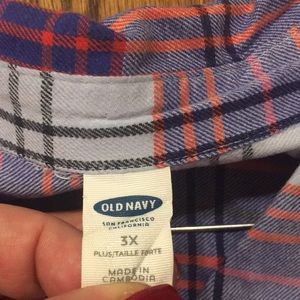 OLD NAVY
SAN FRANCISCO
CALIFORNIA
3X
PLUS/TAILLE FORTE
MADE IN
CAMBODIA